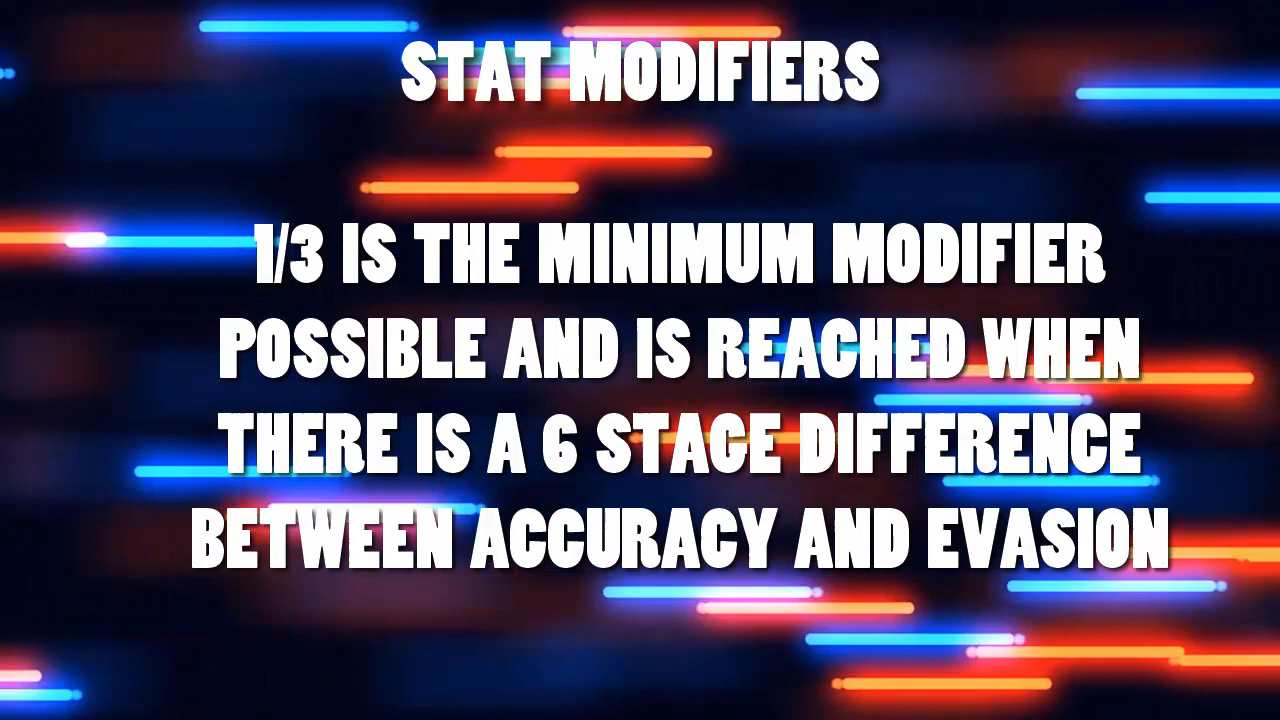 STAT MODIFIERS
1/3 IS THE MINIMUM MODIFIER
POSSIBLE AND IS REACHED WHEN
THERE IS A 6 STAGE DIFFERENCE
BETWEEN ACCURACY AND EVASION